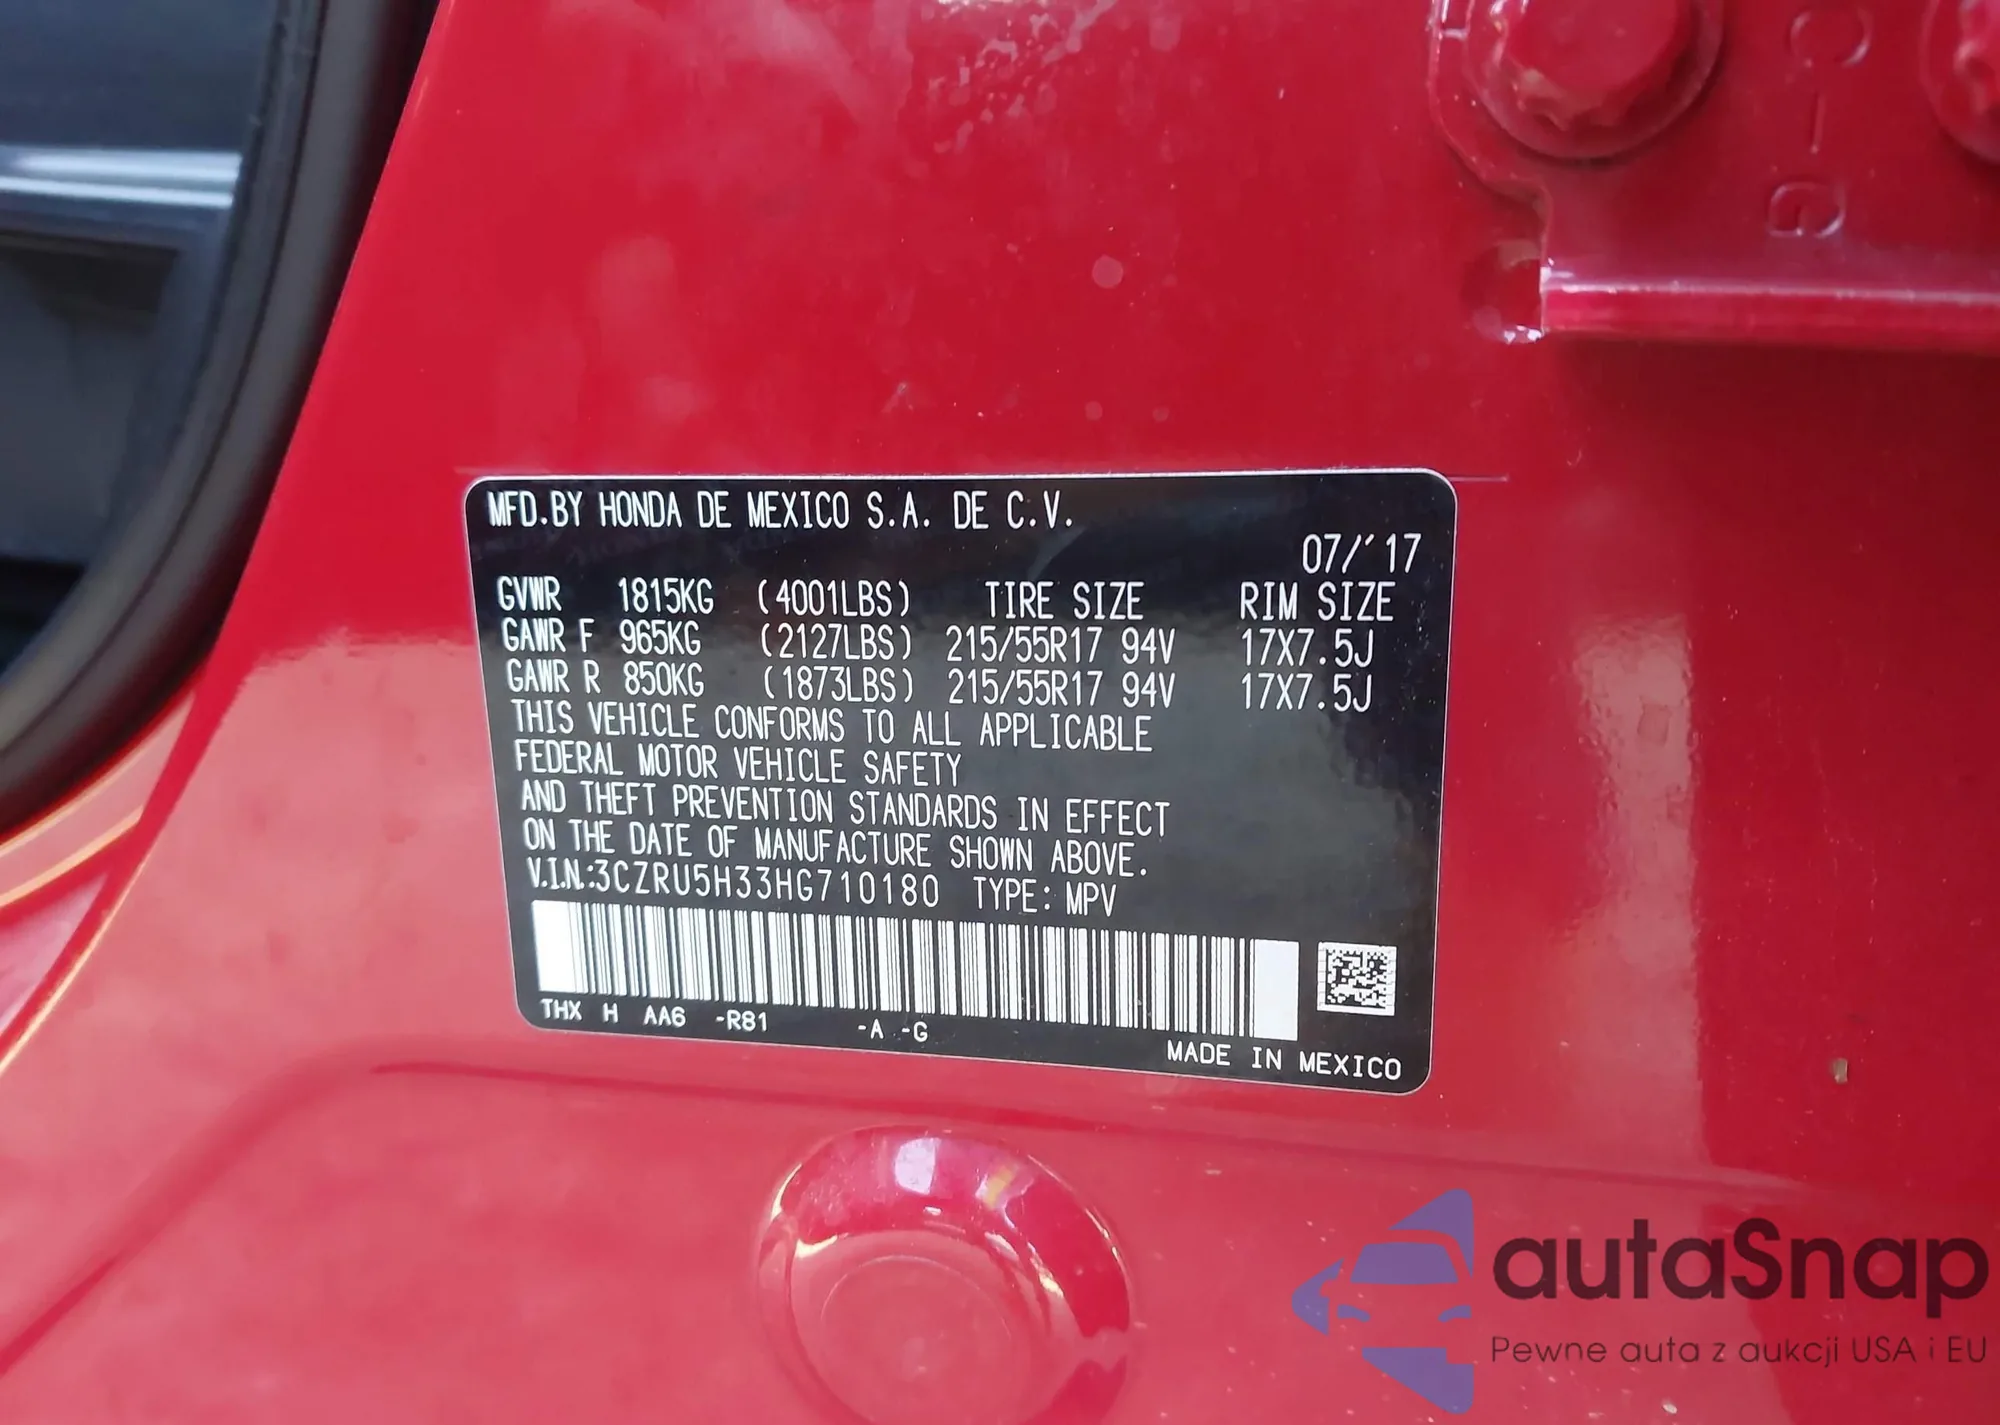 MFD.BY HONDA DE MEXICO S.A. DE C.V.
07/'17
GVWR 1815KG (4001LBS) TIRE SIZE RIM SIZE
GAWR F 965KG (2127LBS) 215/55R17 94V 17X7.5J
GAWR R 850KG (1873LBS) 215/55R17 94V 17X7.5J
THIS VEHICLE CONFORMS TO ALL APPLICABLE
FEDERAL MOTOR VEHICLE SAFETY
AND THEFT PREVENTION STANDARDS IN EFFECT
ON THE DATE OF MANUFACTURE SHOWN ABOVE.
V.I.N.:3CZRU5H33HG710180 TYPE: MPV
THX H AA6 -R81 -A -G
MADE IN MEXICO
autaSnap
Pewne auta z aukcji USA i EU